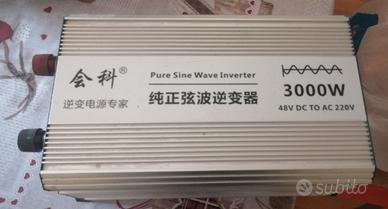 会科®
逆变电源专家
Pure Sine Wave Inverter
纯正弦波逆变器
3000W
48V DC TO AC 220V
subito